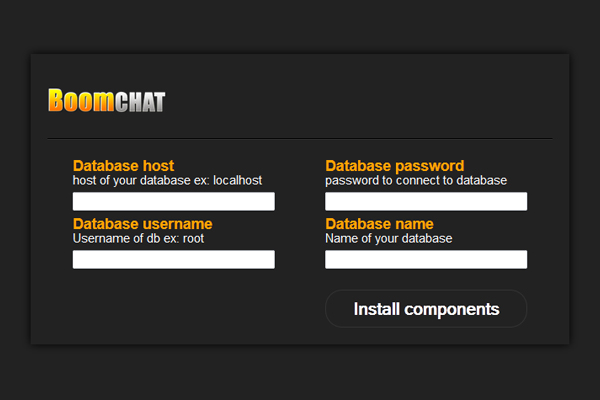 BoomCHAT
Database host
host of your database ex: localhost
Database username
Username of db ex: root
Database password
password to connect to database
Database name
Name of your database
Install components